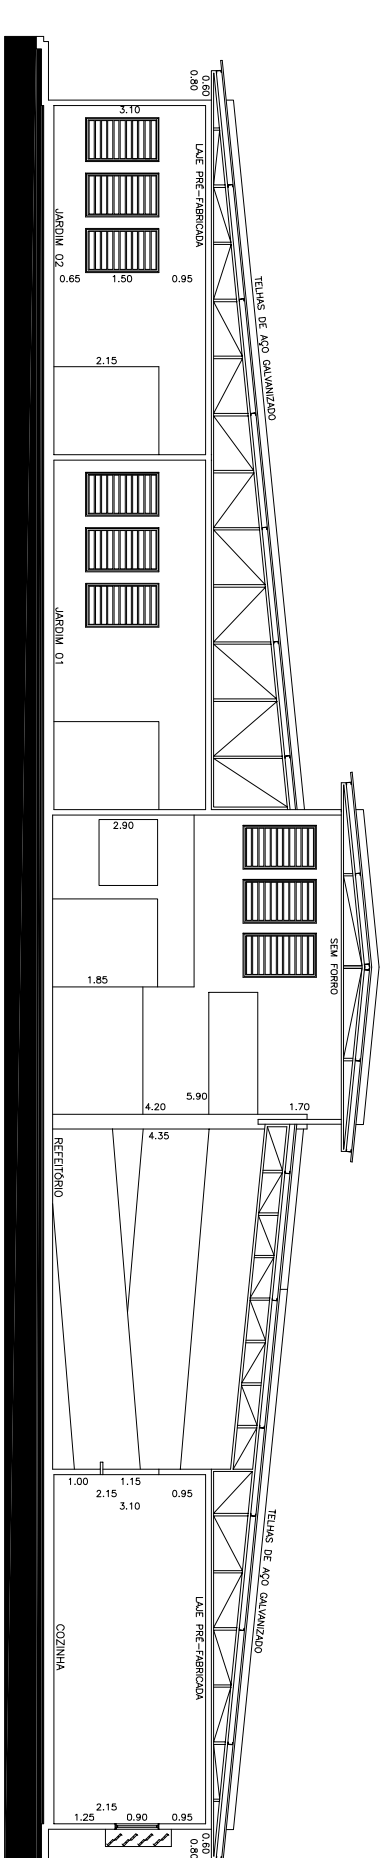 0.60
0.80
3.10
LAJE PRÉ-FABRICADA
JARDIM 02
0.65
1.50
0.95
TELHAS DE AÇO GALVANIZADO
2.15
JARDIM 01
2.90
SEM FORRO
1.85
5.90
4.20
1.70
4.35
REFEITÓRIO
1.00
1.15
0.95
2.15
3.10
TELHAS DE AÇO GALVANIZADO
LAJE PRÉ-FABRICADA
COZINHA
2.15
1.25
0.90
0.95
0.60
0.80